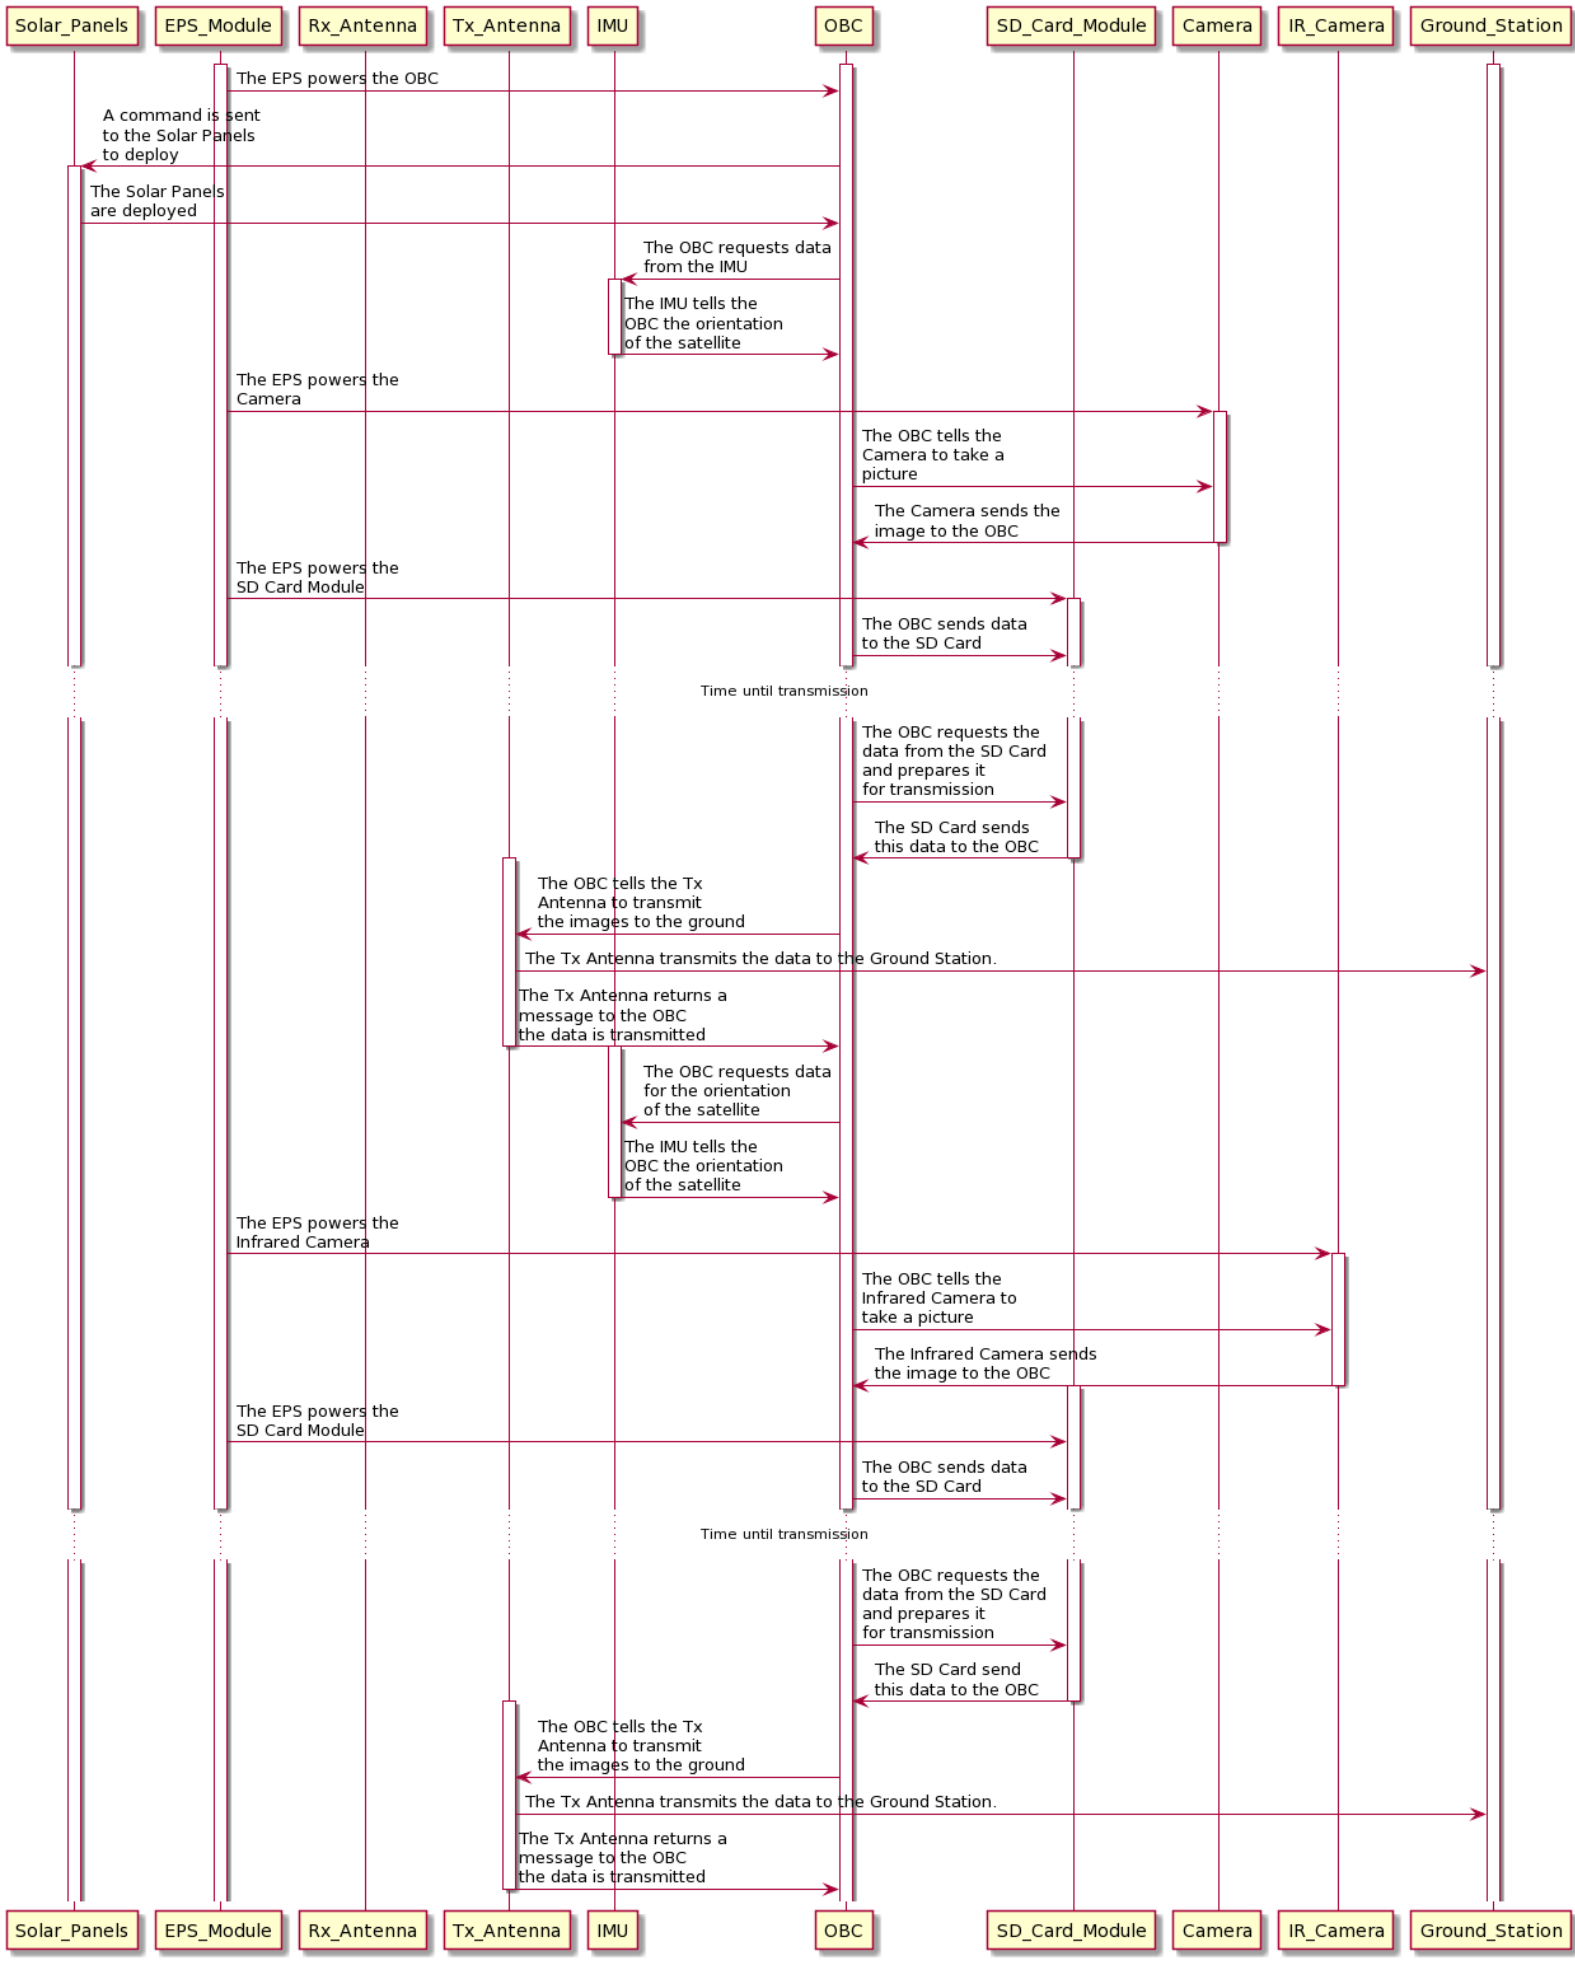 Solar_Panels EPS_Module Rx_Antenna Tx_Antenna IMU OBC SD_Card_Module Camera IR_Camera Ground_Station
The EPS powers the OBC
A command is sent
to the Solar Panels
to deploy
The Solar Panels
are deployed
The OBC requests data
from the IMU
The IMU tells the
OBC the orientation
of the satellite
The EPS powers the
Camera
The OBC tells the
Camera to take a
picture
The Camera sends the
image to the OBC
The EPS powers the
SD Card Module
The OBC sends data
to the SD Card
Time until transmission
The OBC requests the
data from the SD Card
and prepares it
for transmission
The SD Card sends
this data to the OBC
The OBC tells the Tx
Antenna to transmit
the images to the ground
The Tx Antenna transmits the data to the Ground Station.
The Tx Antenna returns a
message to the OBC
the data is transmitted
The OBC requests data
for the orientation
of the satellite
The IMU tells the
OBC the orientation
of the satellite
The EPS powers the
Infrared Camera
The OBC tells the
Infrared Camera to
take a picture
The Infrared Camera sends
the image to the OBC
The EPS powers the
SD Card Module
The OBC sends data
to the SD Card
Time until transmission
The OBC requests the
data from the SD Card
and prepares it
for transmission
The SD Card send
this data to the OBC
The OBC tells the Tx
Antenna to transmit
the images to the ground
The Tx Antenna transmits the data to the Ground Station.
The Tx Antenna returns a
message to the OBC
the data is transmitted
Solar_Panels EPS_Module Rx_Antenna Tx_Antenna IMU OBC SD_Card_Module Camera IR_Camera Ground_Station